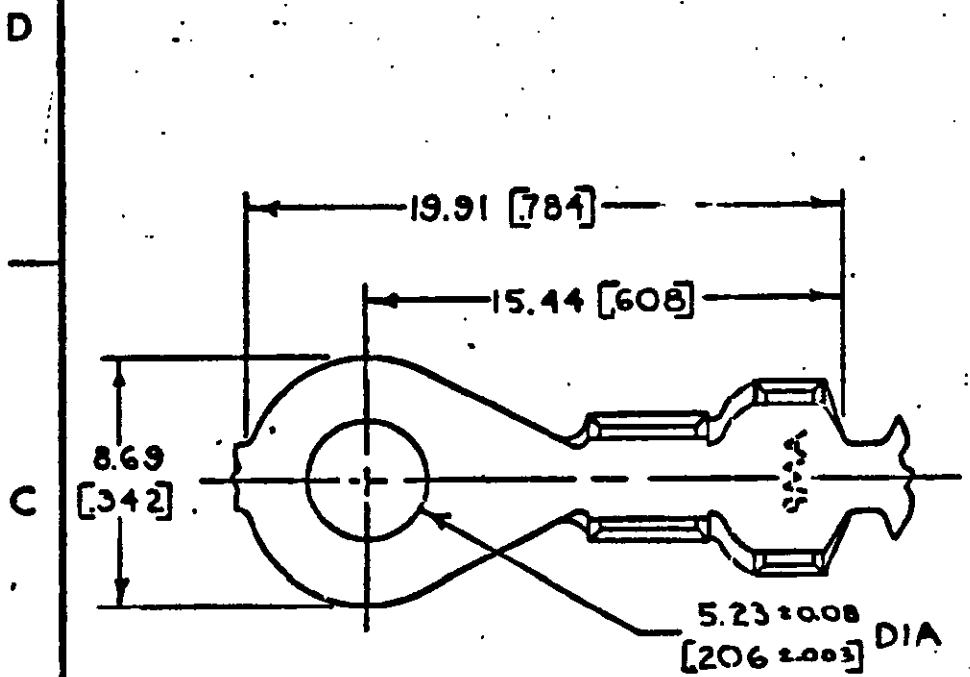 D
19.91 [.784]
15.44 [.608]
8.69
[.342]
C
5.23 ±0.08
[.206 ±.003] DIA